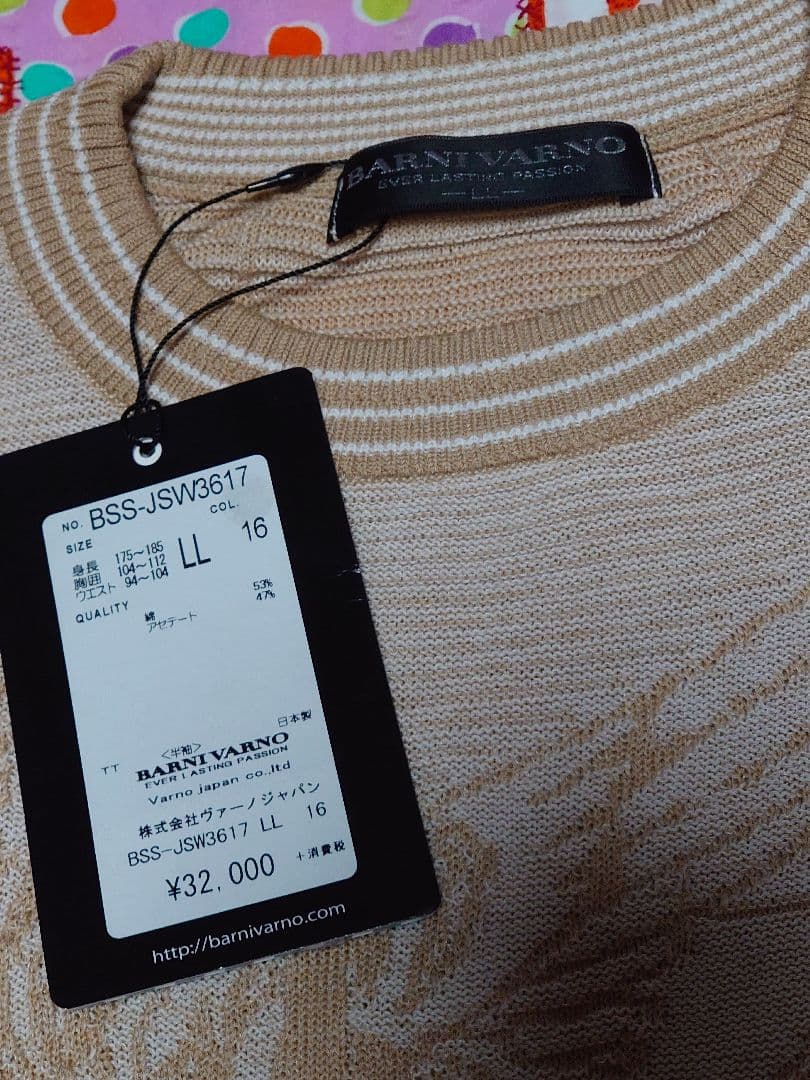 BARNI VARNO
EVER LASTING PASSION
LL
NO. BSS-JSW3617
SIZE COL.
身長 175〜185
胸囲 104〜112
ウエスト 94〜104
LL 16
QUALITY
綿 53%
アセテート 47%
日本製
TT <半袖>
BARNI VARNO
EVER LASTING PASSION
Varno japan co.,ltd
株式会社ヴァーノジャパン
BSS-JSW3617 LL 16
¥32,000 +消費税
http://barnivarno.com